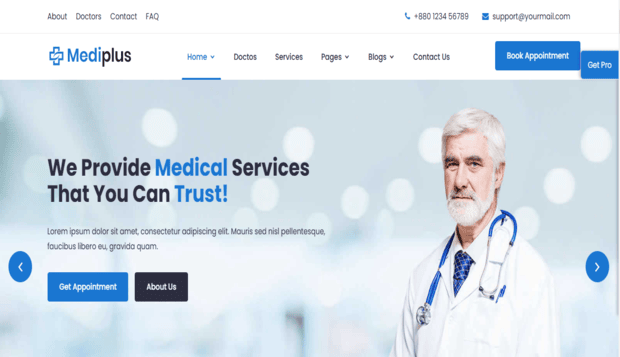 About Doctors Contact FAQ +880 1234 56789 support@yourmail.com
Mediplus Home Doctos Services Pages Blogs Contact Us Book Appointment
Get Pro
We Provide Medical Services
That You Can Trust!
Lorem ipsum dolor sit amet, consectetur adipiscing elit. Mauris sed nisl pellentesque,
faucibus libero eu, gravida quam.
Get Appointment About Us